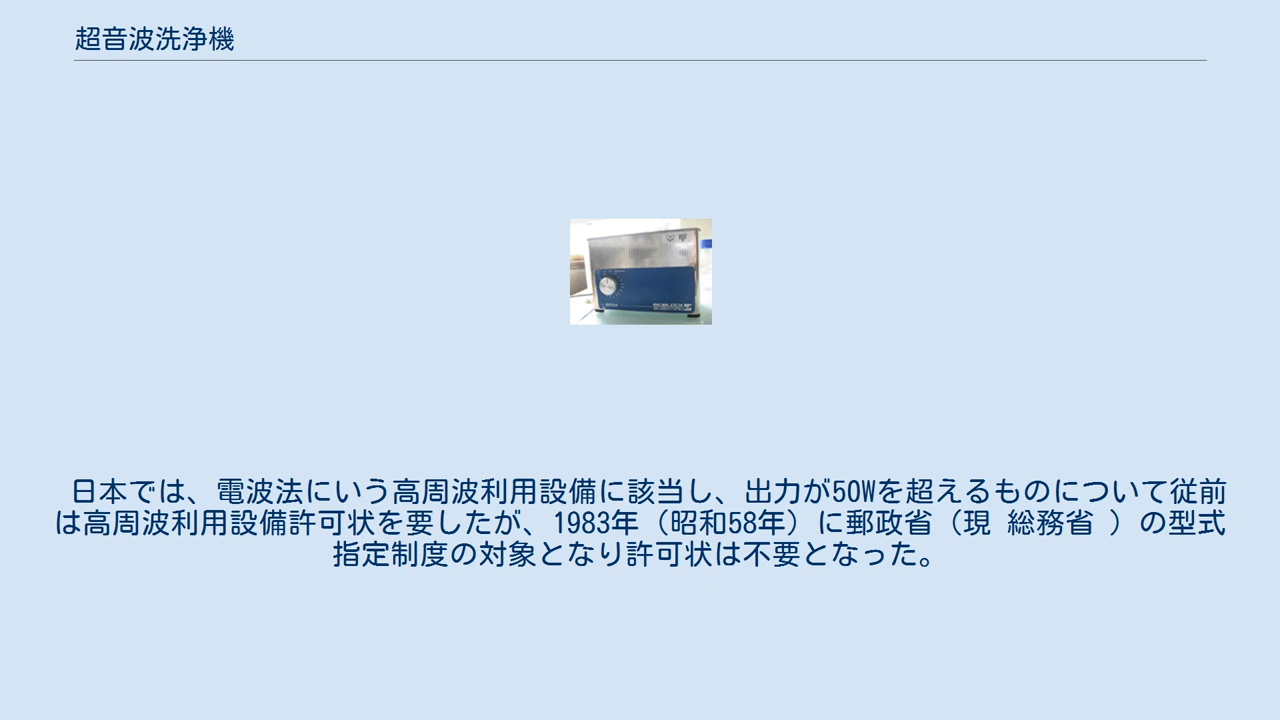 超音波洗浄機
日本では、電波法にいう高周波利用設備に該当し、出力が50Wを超えるものについて従前
は高周波利用設備許可状を要したが、1983年（昭和58年）に郵政省（現 総務省 ）の型式
指定制度の対象となり許可状は不要となった。